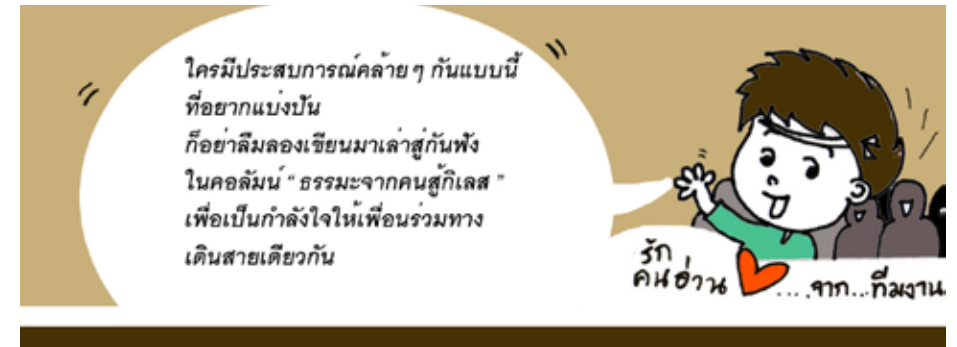 ใครมีประสบการณ์คล้าย ๆ กันแบบนี้
ที่อยากแบ่งปัน
ก็อย่าลืมลองเขียนมาเล่าสู่กันฟัง
ในคอลัมน์ “ ธรรมะจากคนสู้กิเลส ”
เพื่อเป็นกำลังใจให้เพื่อนร่วมทาง
เดินสายเดียวกัน
รัก
คนอ่าน ....จาก...ทีมงาน.